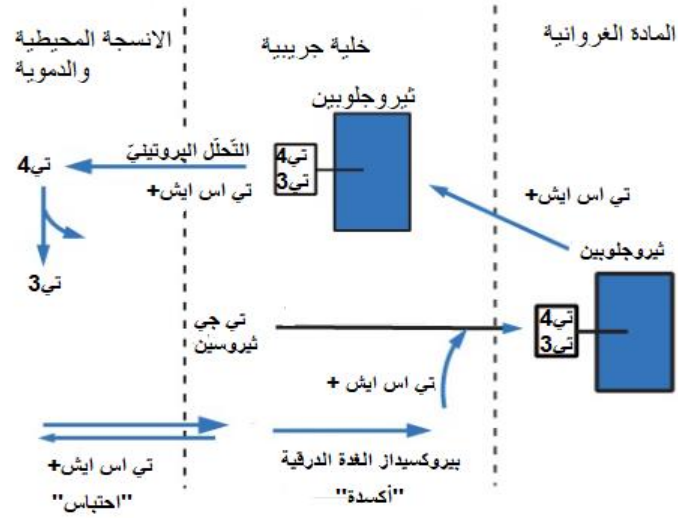 المادة الغروانية
خلية جريبية
الانسجة المحيطية
والدموية
ثيروجلوبين
تي4
تي3
التّحلّل البروتينيّ
تي اس ايش+
تي4
تي3
تي اس ايش+
ثيروجلوبين
تي4
تي3
تي جي
ثيروسين
تي اس ايش +
بيروكسيداز الغدة الدرقية
"أكسدة"
تي اس ايش+
"احتباس"